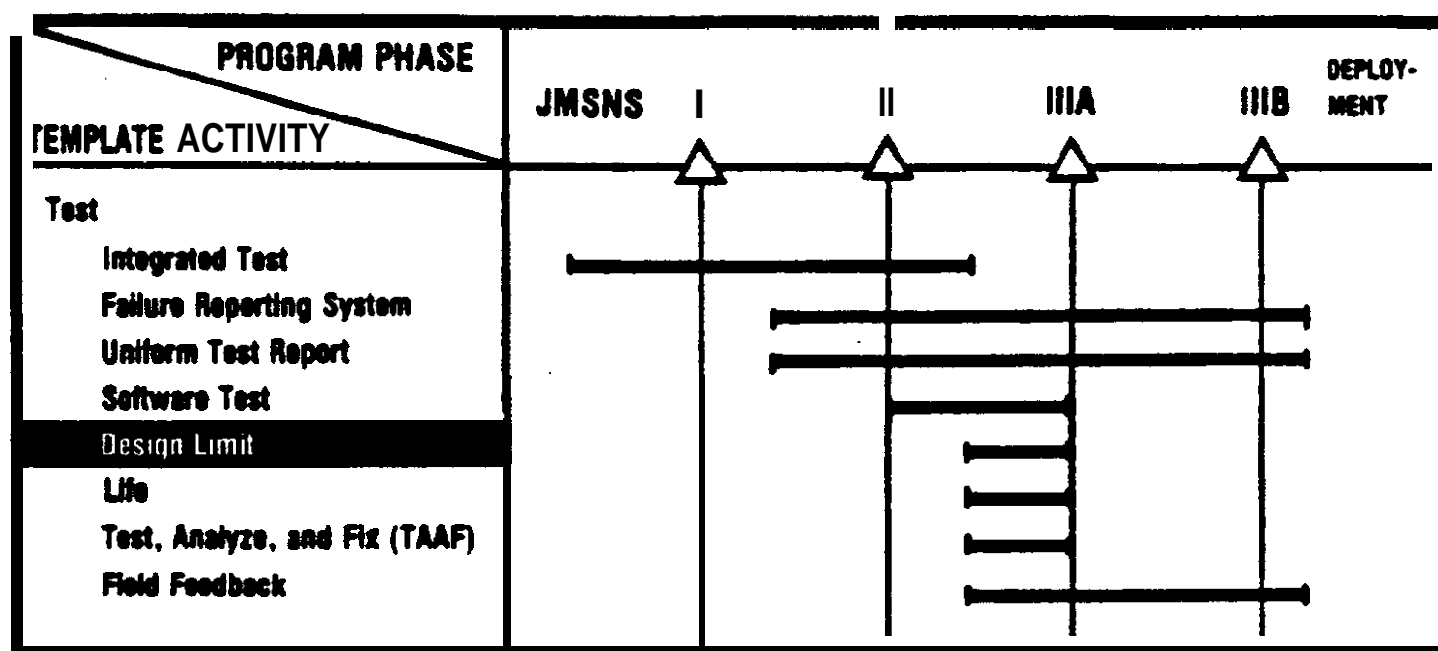 PROGRAM PHASE
TEMPLATE ACTIVITY
JMSNS I II IIIA IIIB DEPLOY-
MENT
Test
Integrated Test
Failure Reporting System
Uniform Test Report
Software Test
Design Limit
Life
Test, Analyze, and Fix (TAAF)
Field Feedback